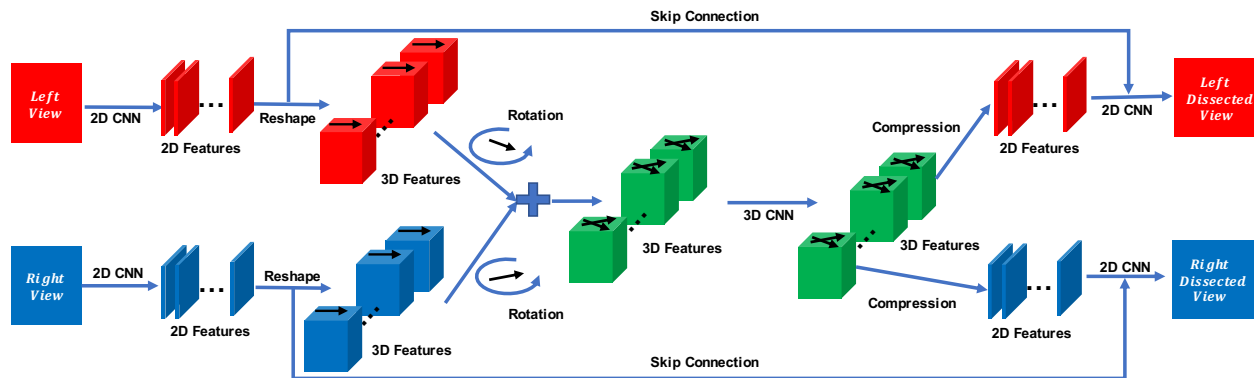 Skip Connection
Left
View
2D CNN
2D Features
Reshape
3D Features
Rotation
Compression
2D Features
2D CNN
Left
Dissected
View
3D Features
3D CNN
3D Features
Right
View
2D CNN
2D Features
Reshape
3D Features
Rotation
Compression
2D Features
2D CNN
Right
Dissected
View
Skip Connection